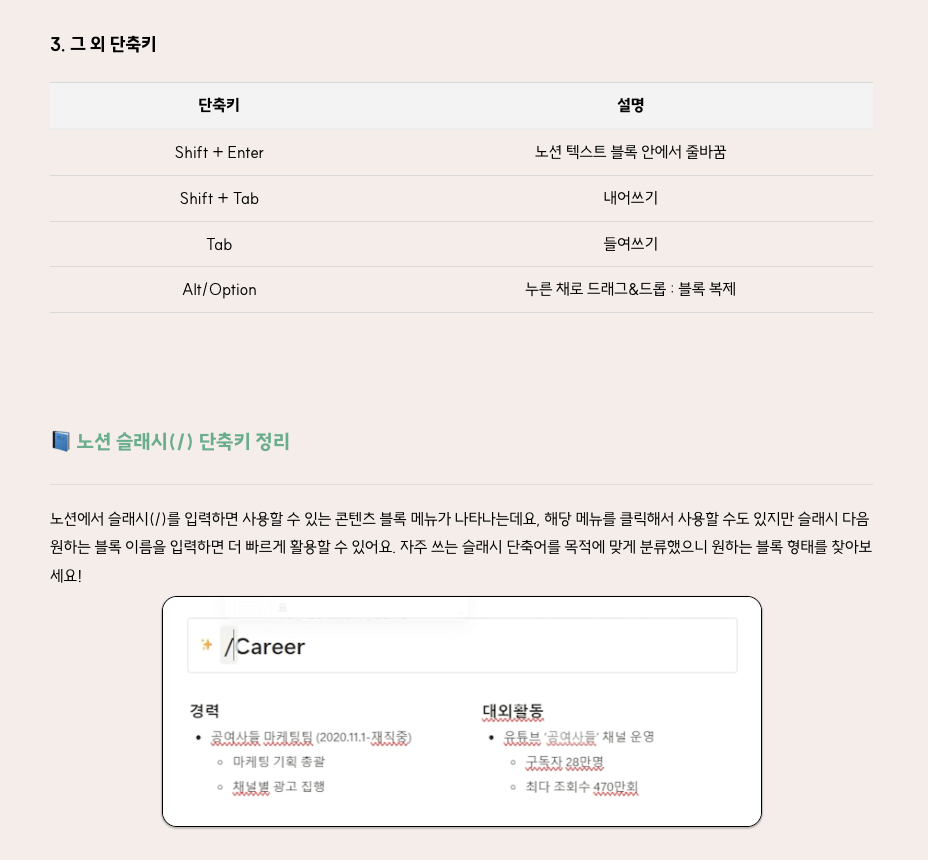 3. 그 외 단축키
단축키 설명
Shift + Enter 노션 텍스트 블록 안에서 줄바꿈
Shift + Tab 내어쓰기
Tab 들여쓰기
Alt/Option 누른 채로 드래그&드롭 : 블록 복제
노션 슬래시(/) 단축키 정리
노션에서 슬래시(/)를 입력하면 사용할 수 있는 콘텐츠 블록 메뉴가 나타나는데요, 해당 메뉴를 클릭해서 사용할 수도 있지만 슬래시 다음
원하는 블록 이름을 입력하면 더 빠르게 활용할 수 있어요. 자주 쓰는 슬래시 단축어를 목적에 맞게 분류했으니 원하는 블록 형태를 찾아보
세요!
/Career
경력
• 공여사들 마케팅팀 (2020.11.1-재직중)
◦ 마케팅 기획 총괄
◦ 채널별 광고 집행
대외활동
• 유튜브 '공여사들' 채널 운영
◦ 구독자 28만명
◦ 최다 조회수 470만회